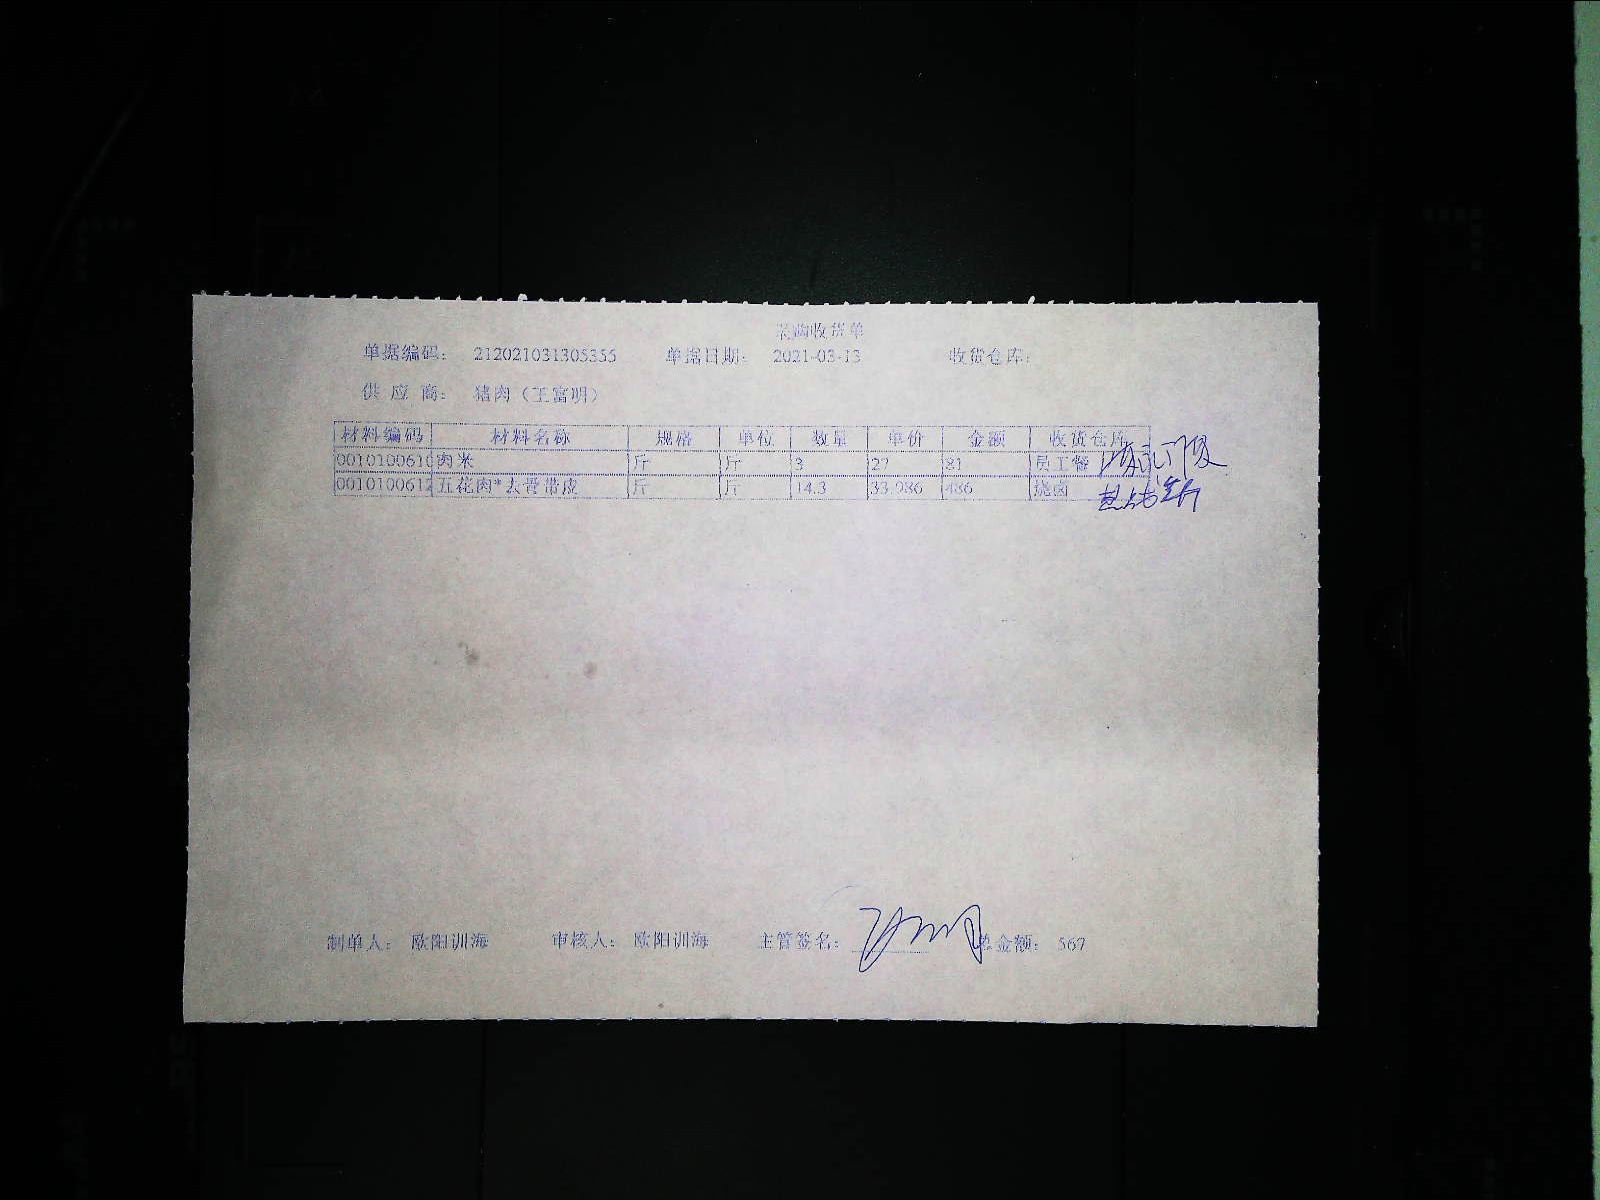 采购收货单
单据编码： 212021031305355 单据日期： 2021-03-13 收货仓库：
供 应 商： 猪肉（王富明）
材料编码 材料名称 规格 单位 数量 单价 金额 收货仓库
0010100610 肉米 斤 斤 3 27 81 员工餐
0010100612 五花肉*去骨带皮 斤 斤 14.3 33.986 486 烧卤
制单人： 欧阳训海 审核人： 欧阳训海 主管签名： 总金额： 567